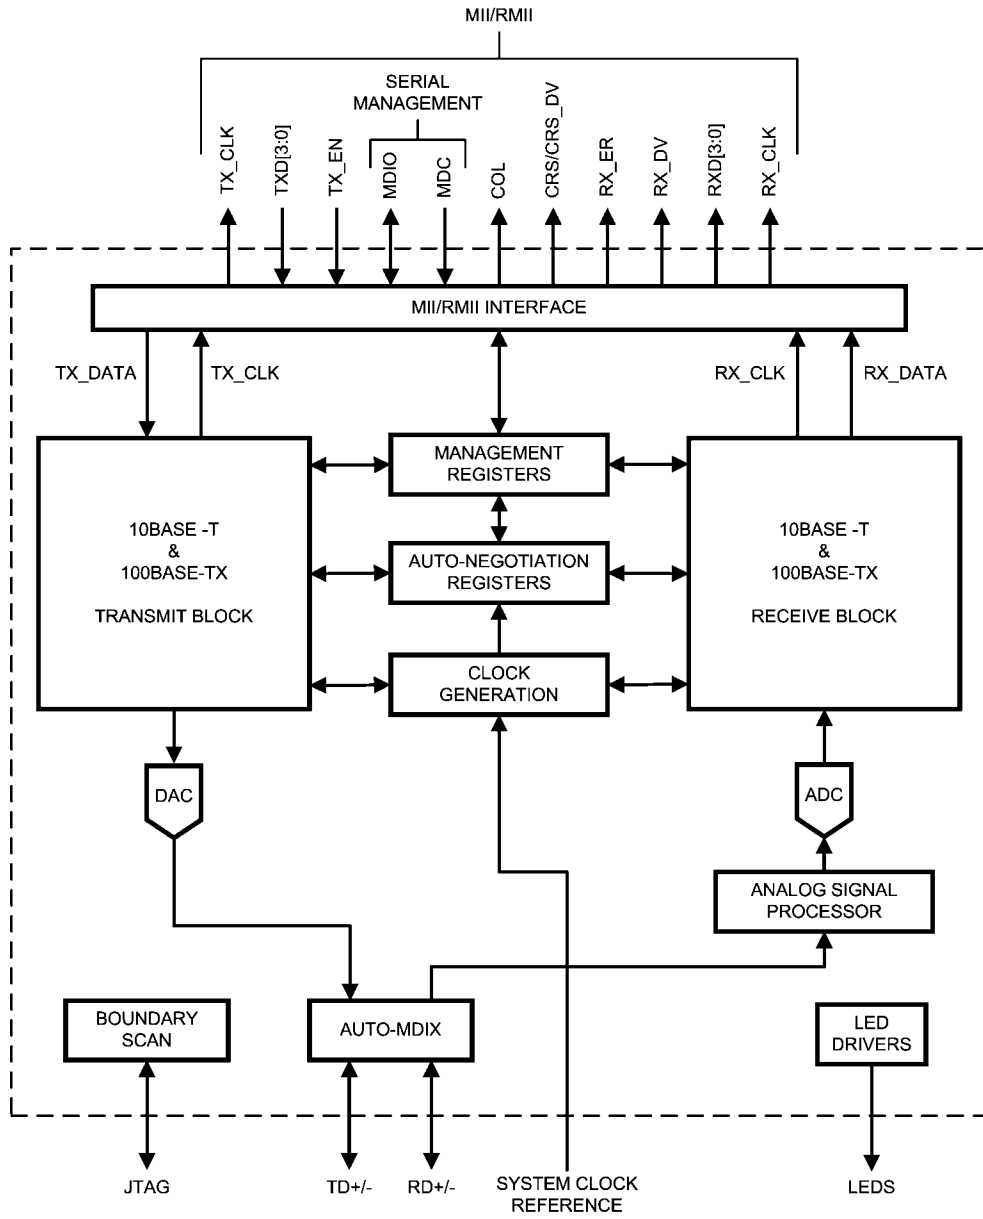 MII/RMII
SERIAL
MANAGEMENT
TX_CLK
TXD[3:0]
TX_EN
MDIO
MDC
COL
CRS/CRS_DV
RX_ER
RX_DV
RXD[3:0]
RX_CLK
MII/RMII INTERFACE
TX_DATA
TX_CLK
RX_CLK
RX_DATA
10BASE -T
&
100BASE-TX
TRANSMIT BLOCK
MANAGEMENT
REGISTERS
AUTO-NEGOTIATION
REGISTERS
CLOCK
GENERATION
10BASE -T
&
100BASE-TX
RECEIVE BLOCK
DAC
ADC
ANALOG SIGNAL
PROCESSOR
BOUNDARY
SCAN
AUTO-MDIX
LED
DRIVERS
JTAG
TD+/-
RD+/-
SYSTEM CLOCK
REFERENCE
LEDS